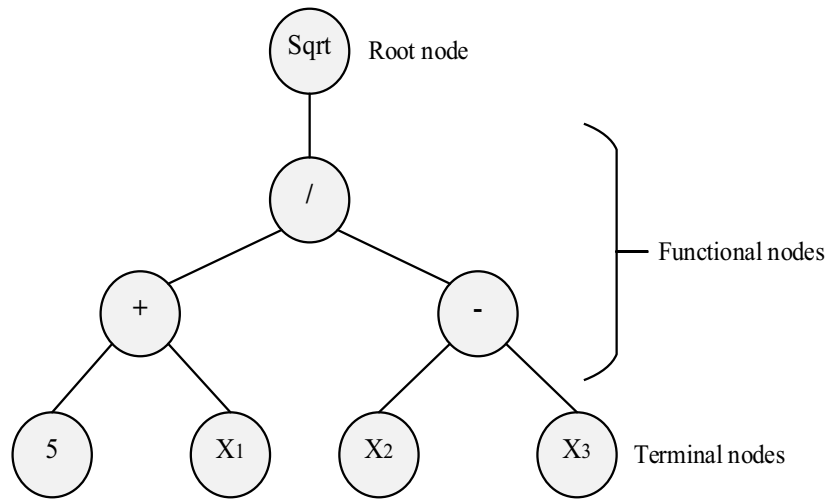 Sqrt
Root node
/
Functional nodes
+
-
5
X1
X2
X3
Terminal nodes